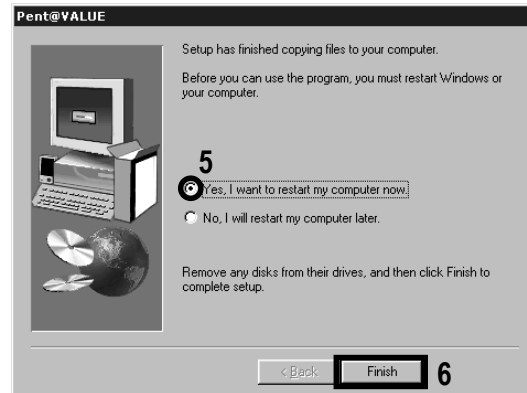 Pent@VALUE
Setup has finished copying files to your computer.
Before you can use the program, you must restart Windows or
your computer.
5
Yes, I want to restart my computer now.
No, I will restart my computer later.
Remove any disks from their drives, and then click Finish to
complete setup.
< Back
Finish
6